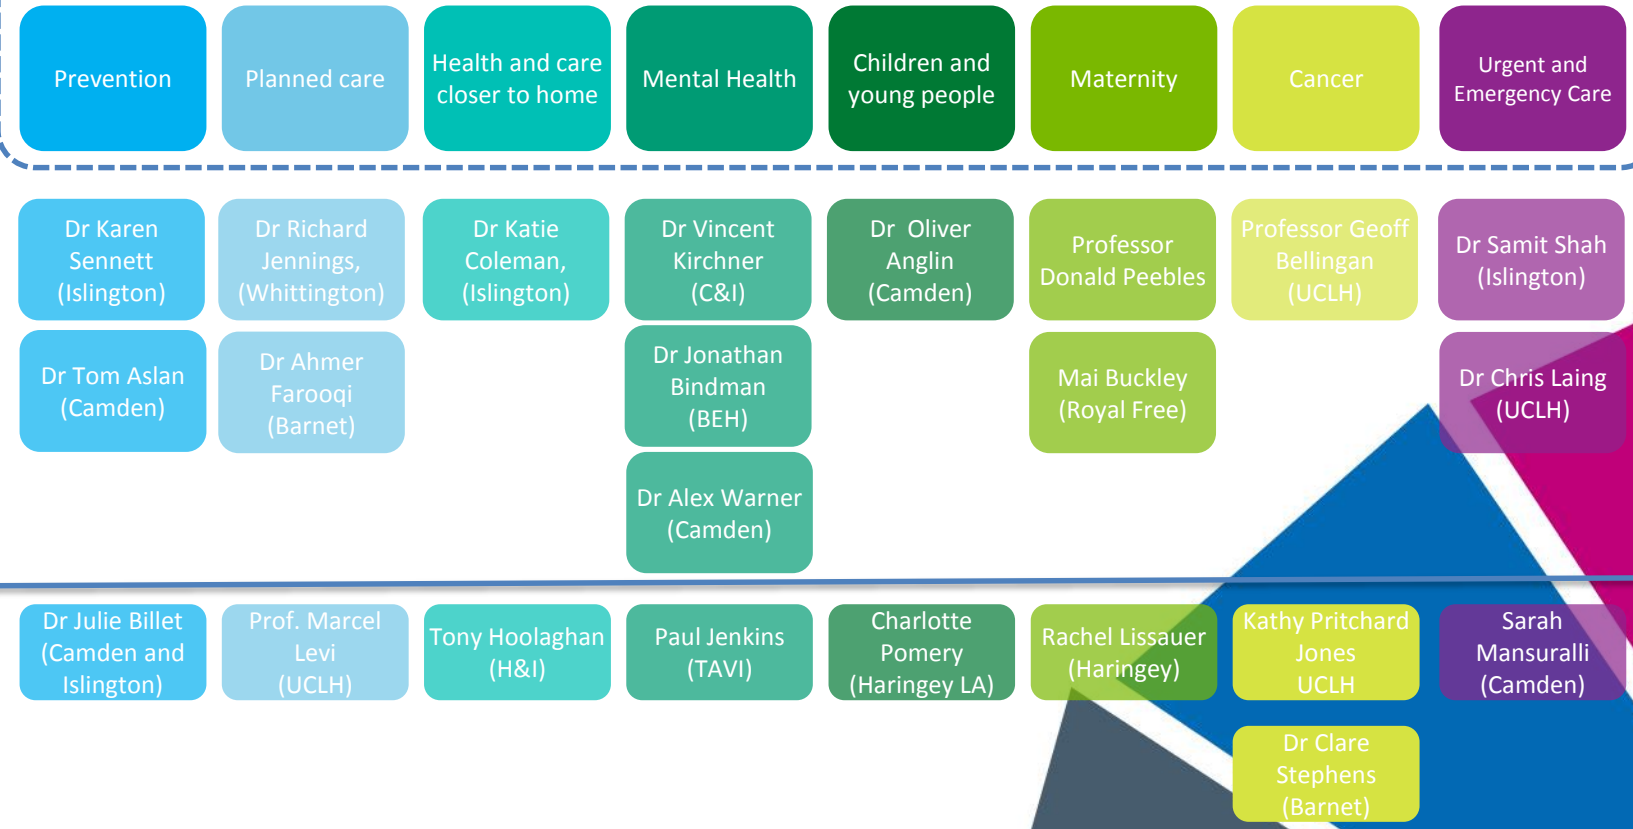 Prevention
Planned care
Health and care
closer to home
Mental Health
Children and
young people
Maternity
Cancer
Urgent and
Emergency Care
Dr Karen
Sennett
(Islington)
Dr Richard
Jennings,
(Whittington)
Dr Katie
Coleman,
(Islington)
Dr Vincent
Kirchner
(C&I)
Dr Oliver
Anglin
(Camden)
Professor
Donald Peebles
Professor Geoff
Bellingan
(UCLH)
Dr Samit Shah
(Islington)
Dr Tom Aslan
(Camden)
Dr Ahmer
Farooqi
(Barnet)
Dr Jonathan
Bindman
(BEH)
Mai Buckley
(Royal Free)
Dr Chris Laing
(UCLH)
Dr Alex Warner
(Camden)
Dr Julie Billet
(Camden and
Islington)
Prof. Marcel
Levi
(UCLH)
Tony Hoolaghan
(H&I)
Paul Jenkins
(TAVI)
Charlotte
Pomery
(Haringey LA)
Rachel Lissauer
(Haringey)
Kathy Pritchard
Jones
UCLH
Sarah
Mansuralli
(Camden)
Dr Clare
Stephens
(Barnet)